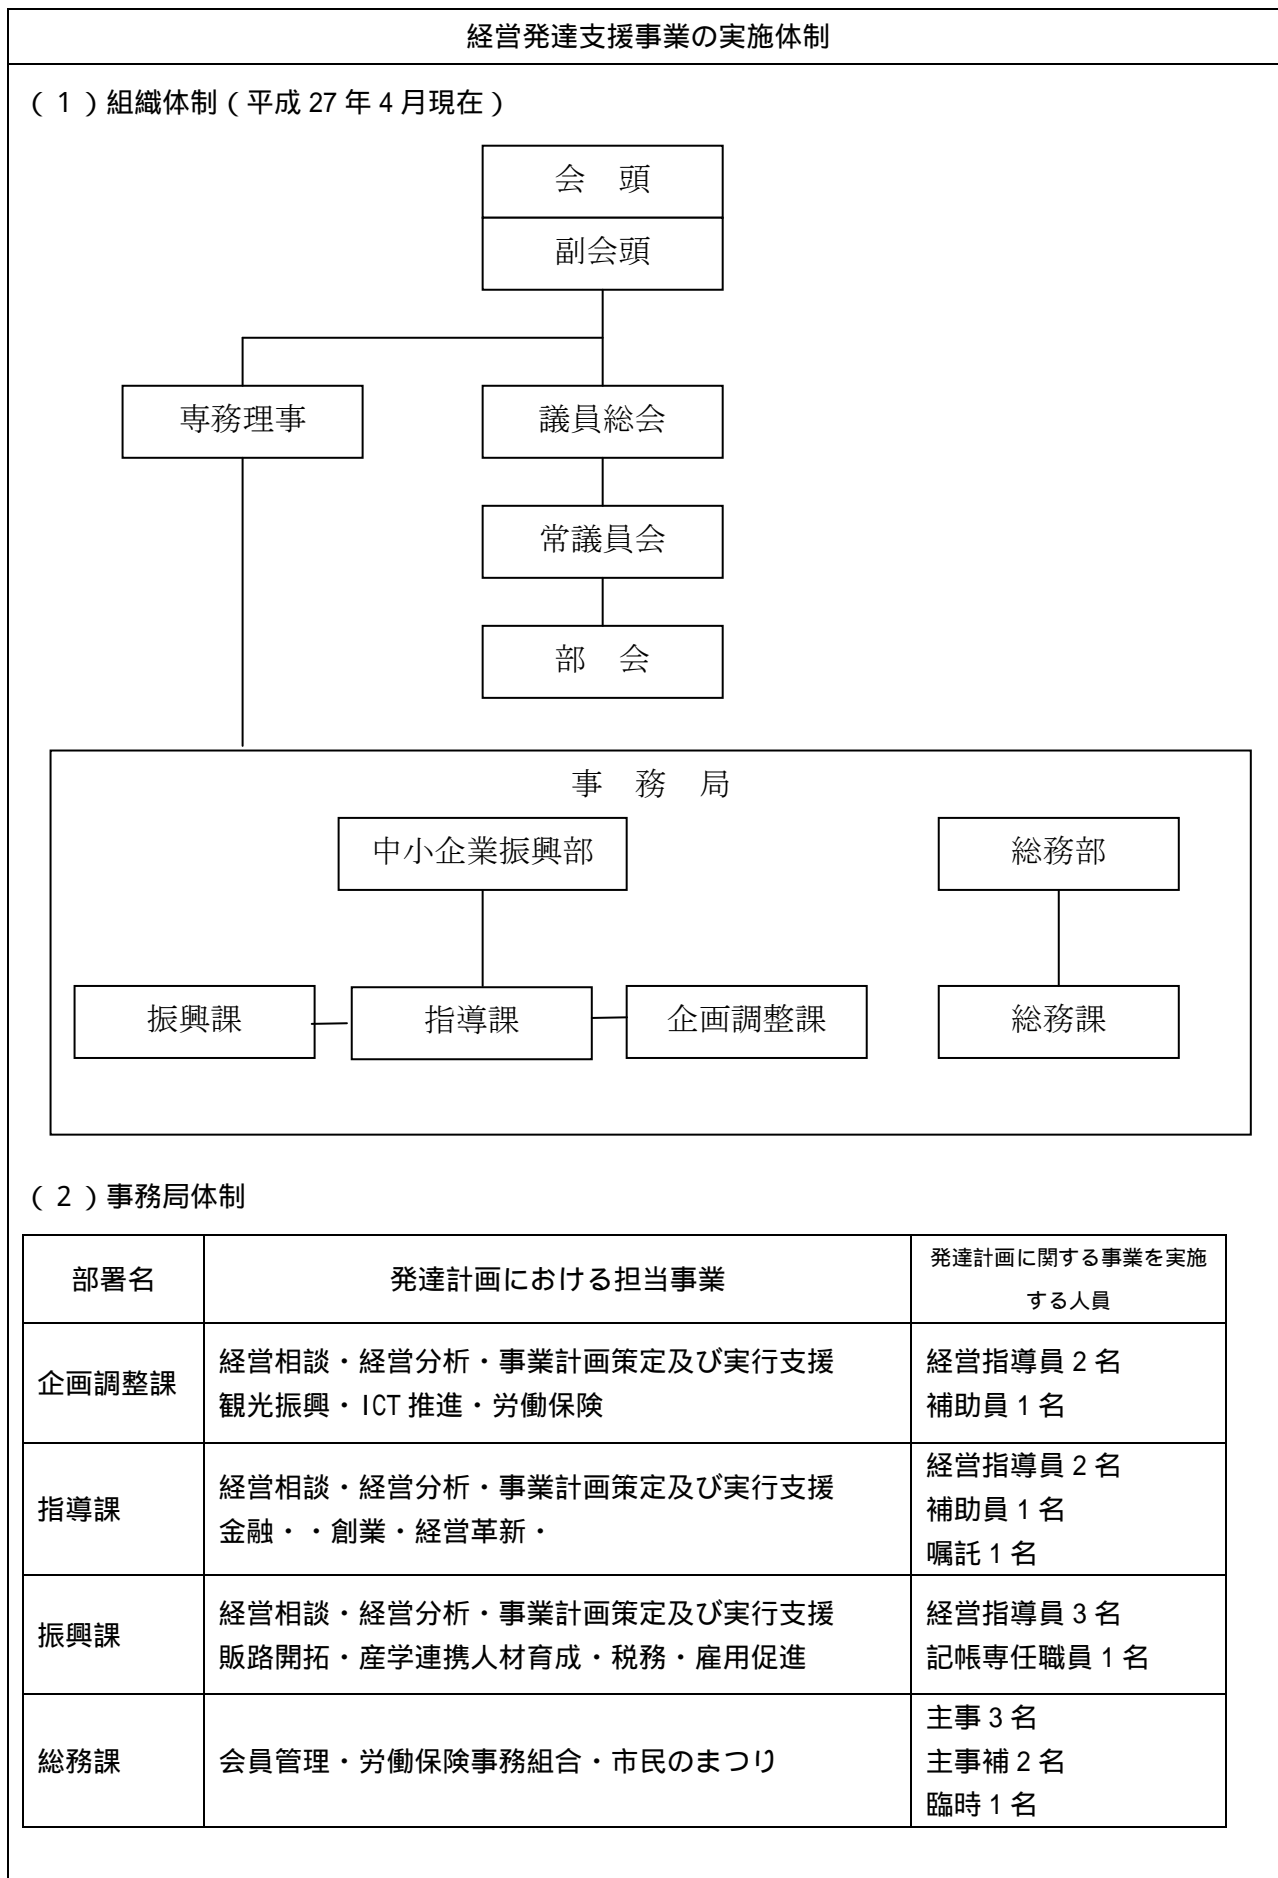 経営発達支援事業の実施体制
(1)組織体制(平成27年4月現在)
会 頭
副会頭
専務理事
議員総会
常議員会
部 会
事 務 局
中小企業振興部
総務部
振興課
指導課
企画調整課
総務課
(2)事務局体制
部署名
発達計画における担当事業
発達計画に関する事業を実施
する人員
企画調整課
経営相談・経営分析・事業計画策定及び実行支援
観光振興・ICT推進・労働保険
経営指導員2名
補助員1名
指導課
経営相談・経営分析・事業計画策定及び実行支援
金融・・創業・経営革新・
経営指導員2名
補助員1名
嘱託1名
振興課
経営相談・経営分析・事業計画策定及び実行支援
販路開拓・産学連携人材育成・税務・雇用促進
経営指導員3名
記帳専任職員1名
総務課
会員管理・労働保険事務組合・市民のまつり
主事3名
主事補2名
臨時1名